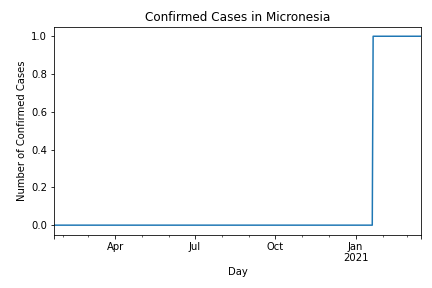 Confirmed Cases in Micronesia
Number of Confirmed Cases
1.0
0.8
0.6
0.4
0.2
0.0
Apr Jul Oct Jan
2021
Day